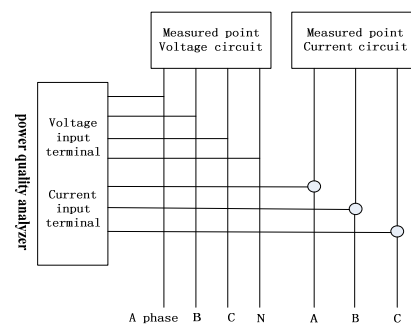 Measured point
Voltage circuit
Measured point
Current circuit
power quality analyzer
Voltage
input
terminal
Current
input
terminal
A phase B C N A B C